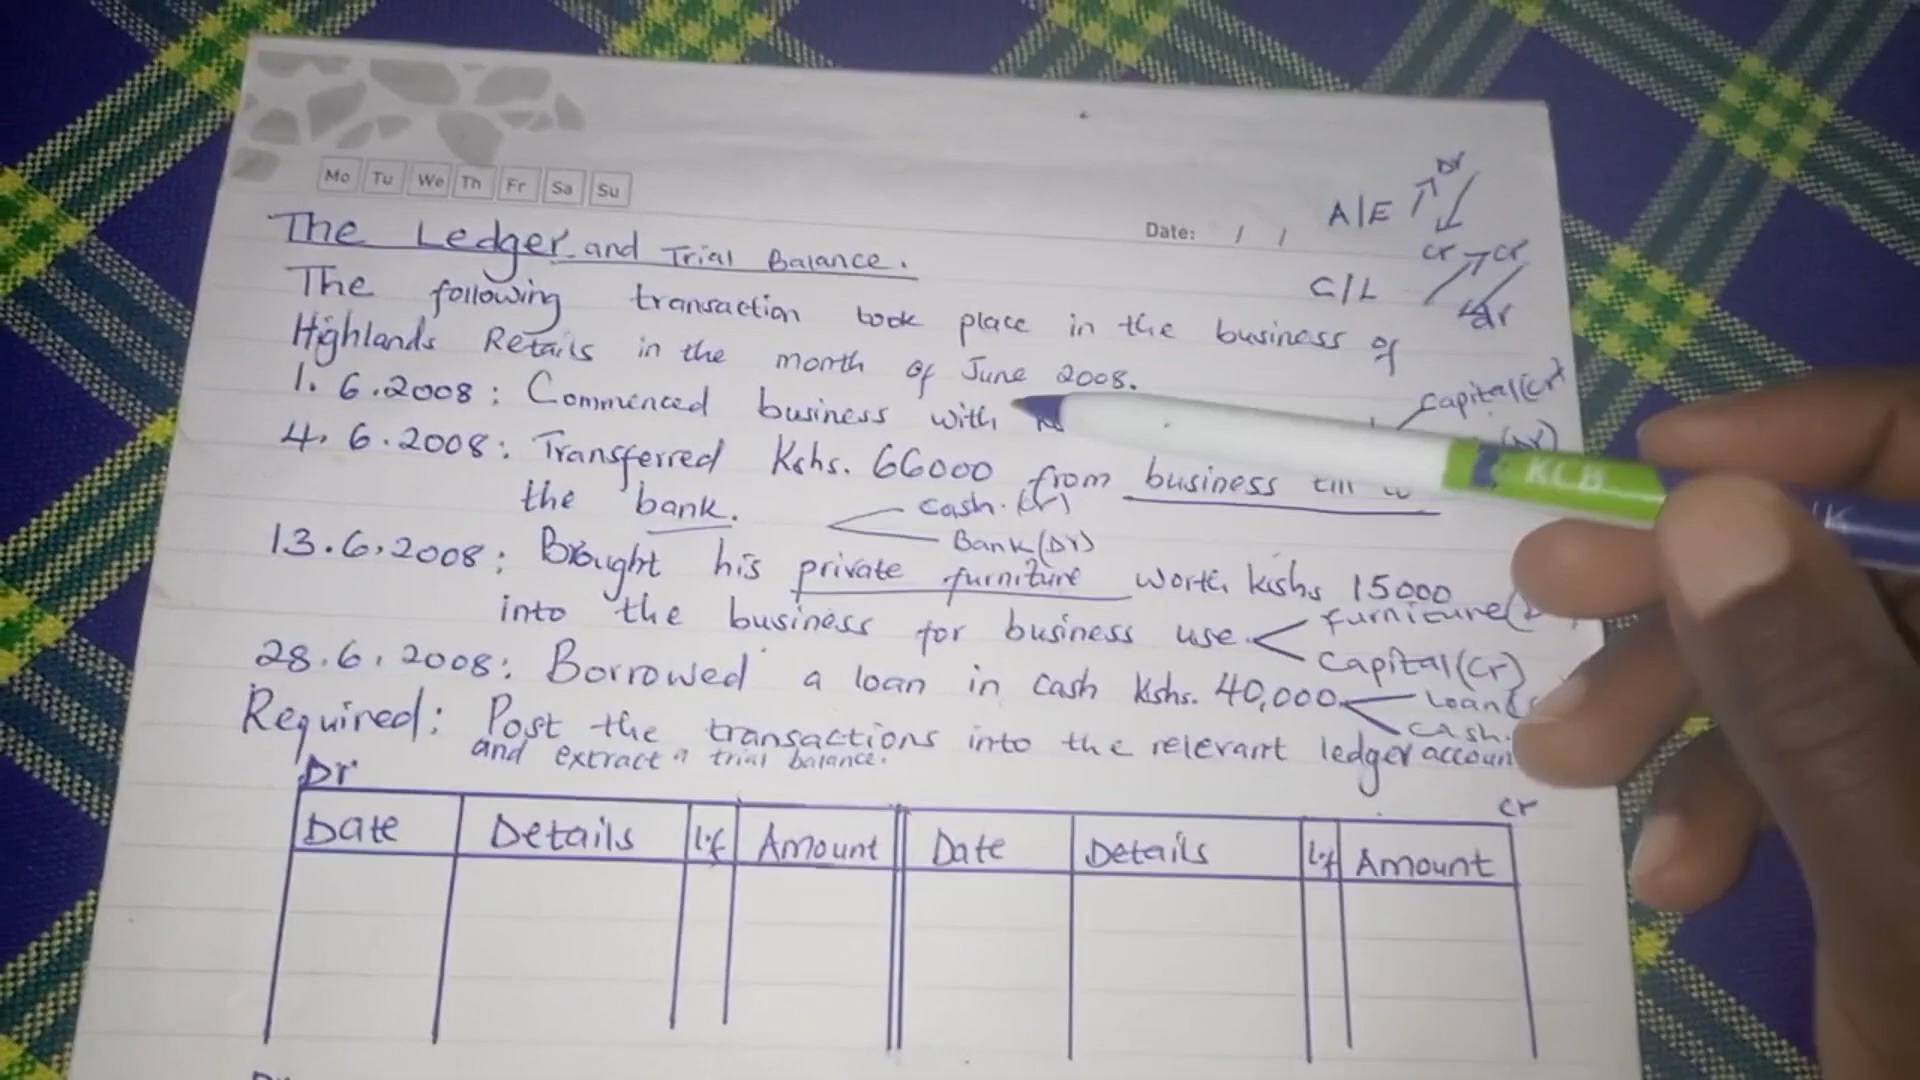 Mo Tu We Th Fr Sa Su
Date: / /
A/E Dr
cr
C/L cr
dr
The Ledger and Trial Balance.
The following transaction took place in the business of
Highlands Retails in the month of June 2008.
1. 6.2008: Commenced business with
Capital(cr)
4. 6.2008: Transferred Kshs. 66000 from business till to
the bank.
Cash.(cr)
Bank(Dr)
13.6.2008: Brought his private furniture worth kshs 15000
into the business for business use.
furniture(
Capital(cr)
28.6.2008: Borrowed a loan in cash kshs. 40,000
Loan(
Cash.
Required: Post the transactions into the relevant ledger accoun
and extract a trial balance.
Dr cr
Date Details l.f Amount Date Details l.f Amount
KCB